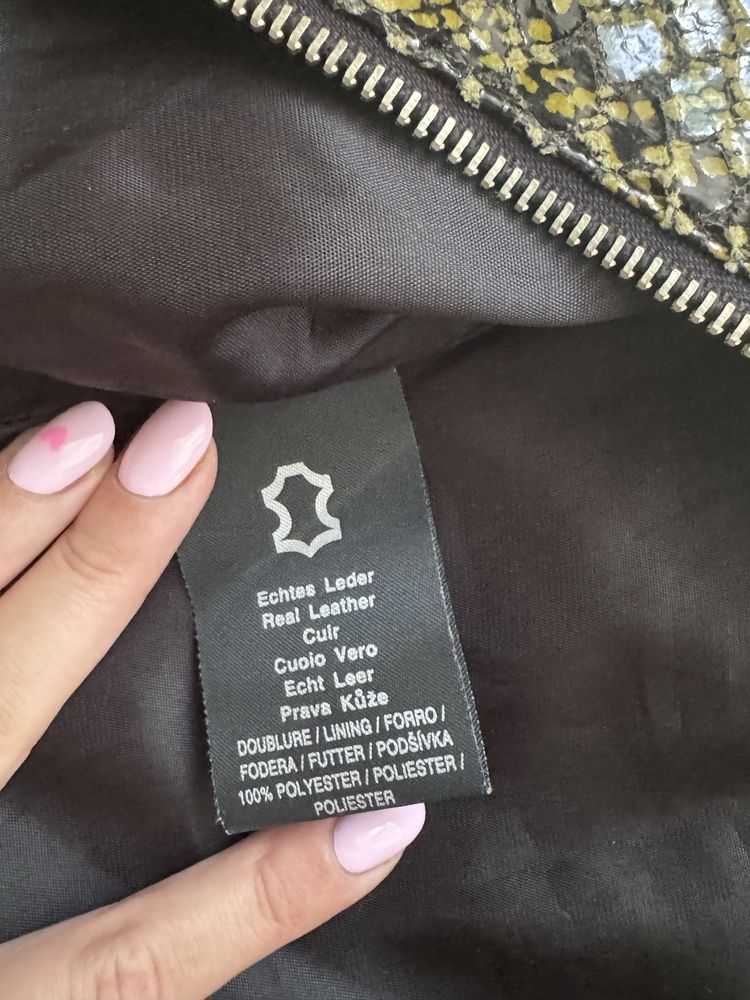 Echtes Leder
Real Leather
Cuir
Cuoio Vero
Echt Leer
Prava Kůže
DOUBLURE / LINING / FORRO /
FODERA / FUTTER / PODŠÍVKA
100% POLYESTER / POLIESTER /
POLIESTER